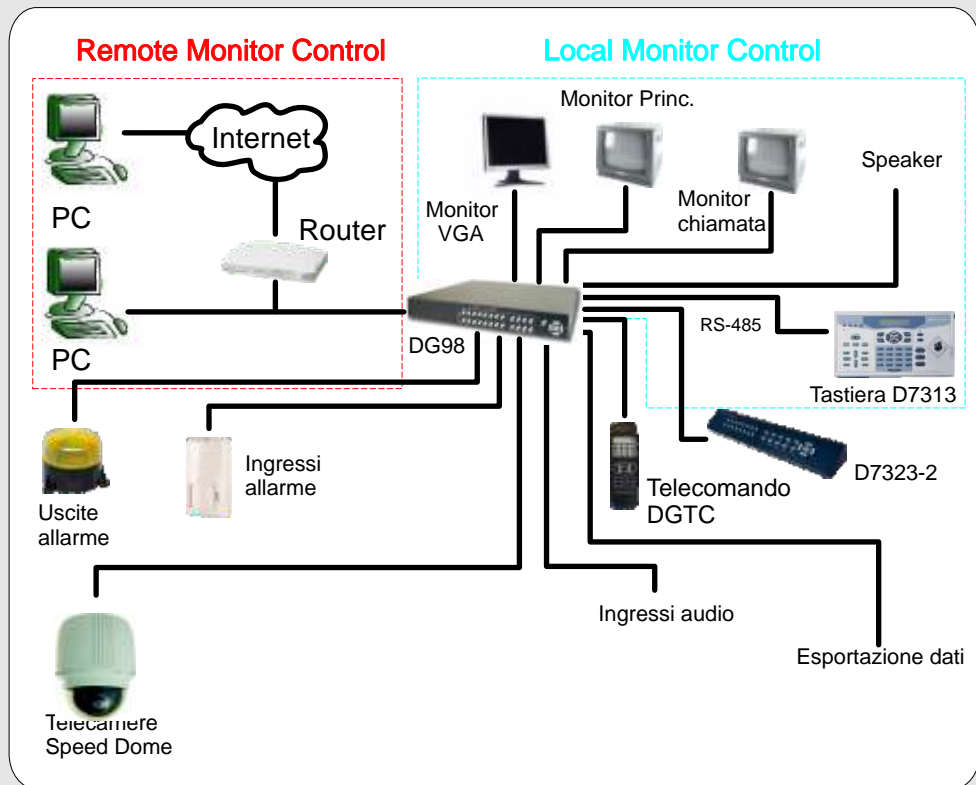 Remote Monitor Control
Local Monitor Control
Monitor Princ.
Internet
Speaker
PC
Monitor
VGA
Monitor
chiamata
Router
RS-485
DG98
PC
Tastiera D7313
Ingressi
allarme
D7323-2
Telecomando
DGTC
Uscite
allarme
Ingressi audio
Esportazione dati
Telecamere
Speed Dome